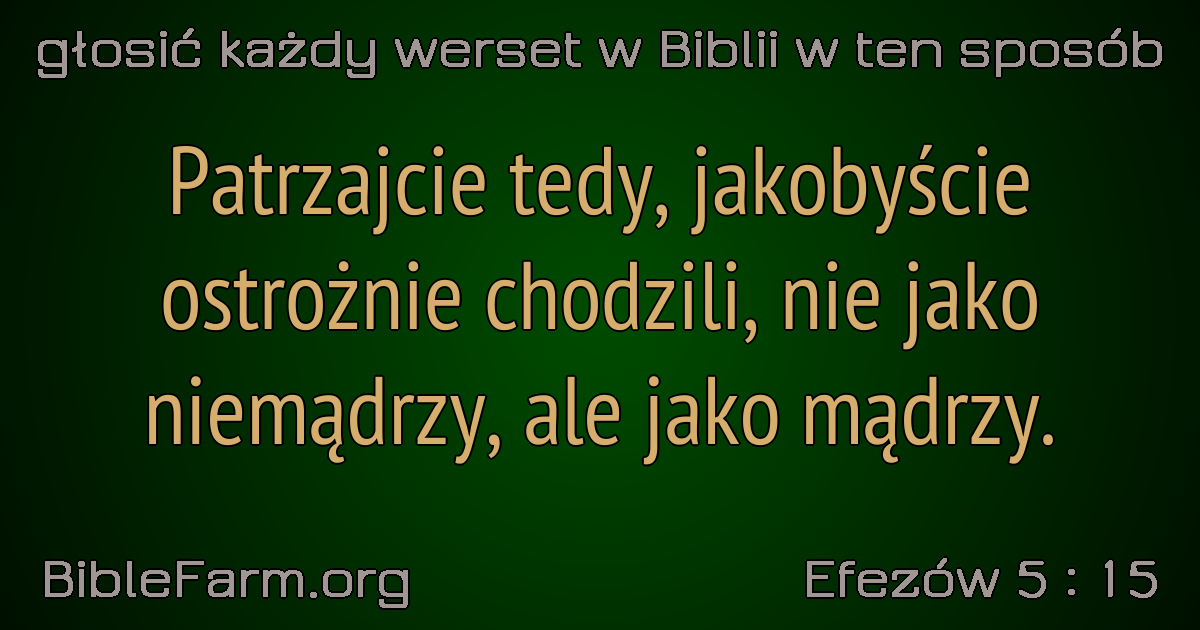 głosić każdy werset w Biblii w ten sposób
Patrzajcie tedy, jakobyście
ostrożnie chodzili, nie jako
niemądrzy, ale jako mądrzy.
BibleFarm.org
Efezów 5 : 15